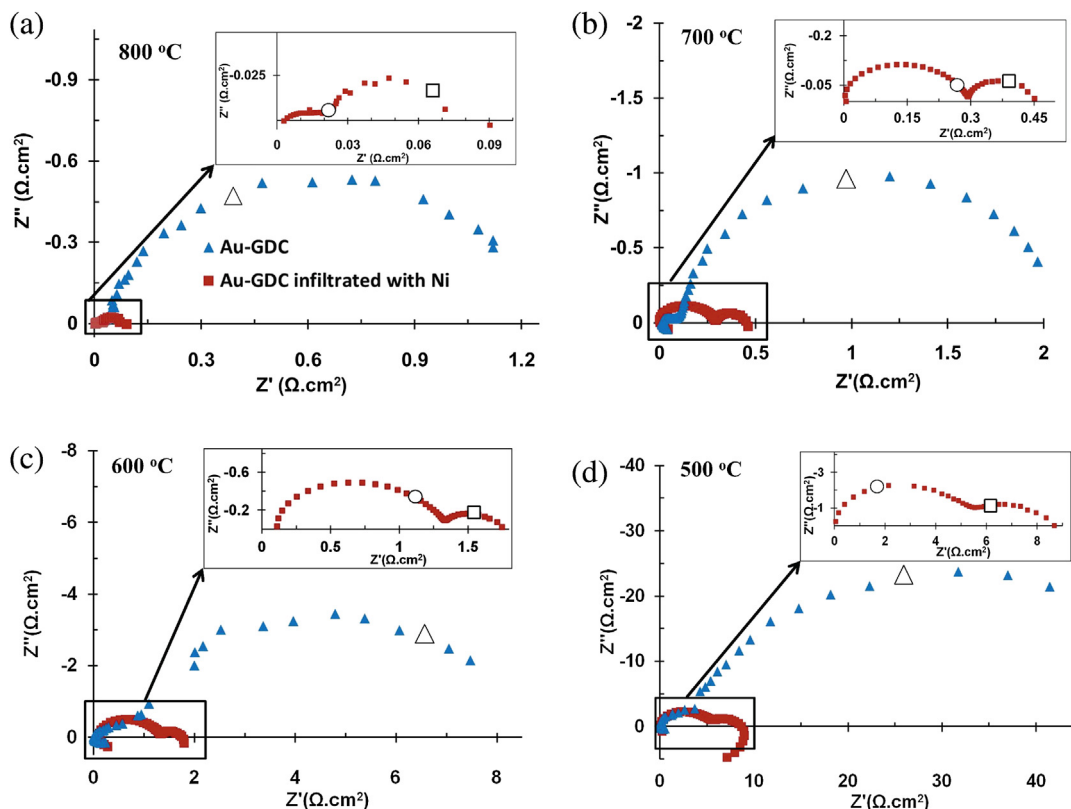 (a)
800 °C
-0.9
-0.6
-0.3
0
Z'' (Ω.cm²)
0
0.3
0.6
0.9
1.2
Z' (Ω.cm²)
-0.025
Z'' (Ω.cm²)
0.03
0.06
0.09
Z' (Ω.cm²)
Au-GDC
Au-GDC infiltrated with Ni
(b)
700 °C
-2
-1.5
-1
-0.5
0
Z'' (Ω.cm²)
0
0.5
1
1.5
2
Z'(Ω.cm²)
-0.2
-0.05
Z'' (Ω.cm²)
0
0.15
0.3
0.45
Z'(Ω.cm²)
(c)
600 °C
-8
-6
-4
-2
0
Z''(Ω.cm²)
0
2
4
6
8
Z'(Ω.cm²)
-0.6
-0.2
Z''(Ω.cm²)
0
0.5
1
1.5
Z'(Ω.cm²)
(d)
500 °C
-40
-30
-20
-10
0
Z''(Ω.cm²)
0
10
20
30
40
Z'(Ω.cm²)
-3
-1
Z''(Ω.cm²)
0
2
4
6
8
Z'(Ω.cm²)